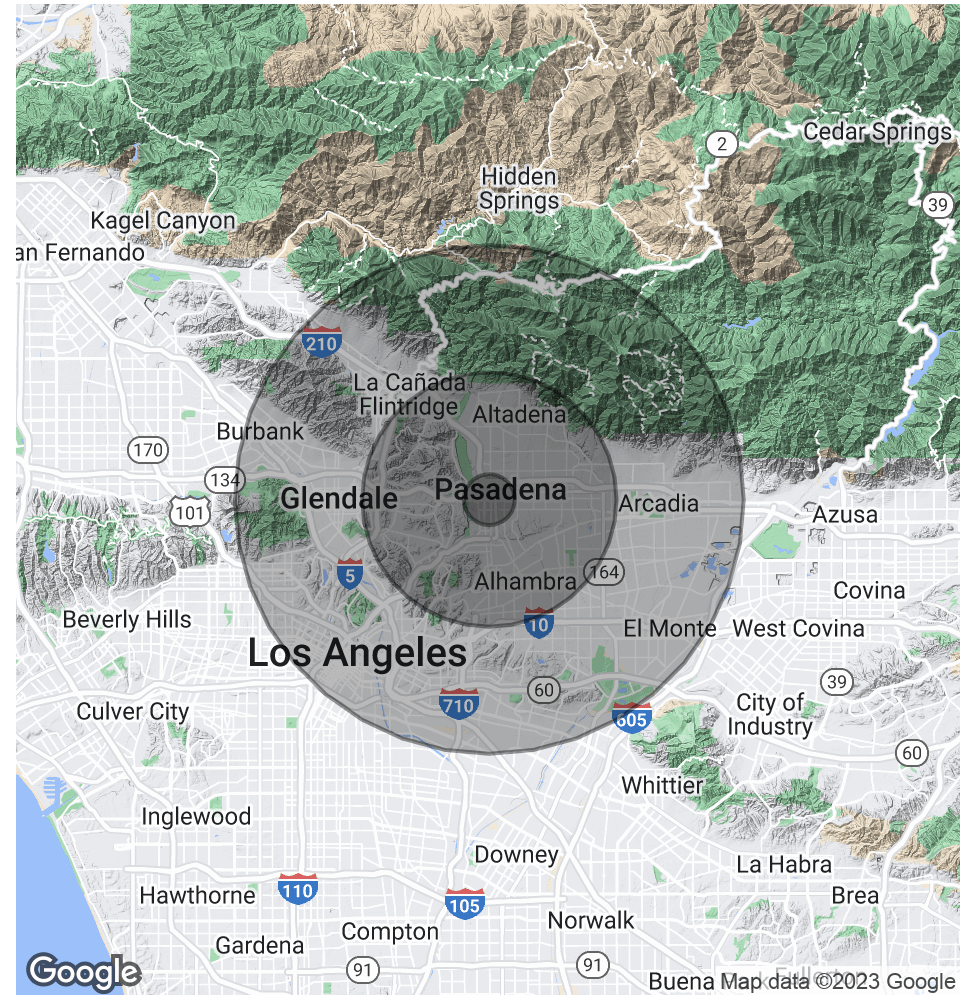 2
Cedar Springs
Hidden
Springs
39
Kagel Canyon
an Fernando
210
La Cañada
Flintridge
Altadena
Burbank
170
134
Pasadena
Glendale
Arcadia
101
Azusa
5
164
Alhambra
Covina
Beverly Hills
10
El Monte
West Covina
Los Angeles
60
39
710
City of
Industry
Culver City
605
60
Whittier
Inglewood
Downey
La Habra
110
Hawthorne
105
Brea
Norwalk
Compton
Gardena
91
91
Google
Buena
Map data ©2023 Google